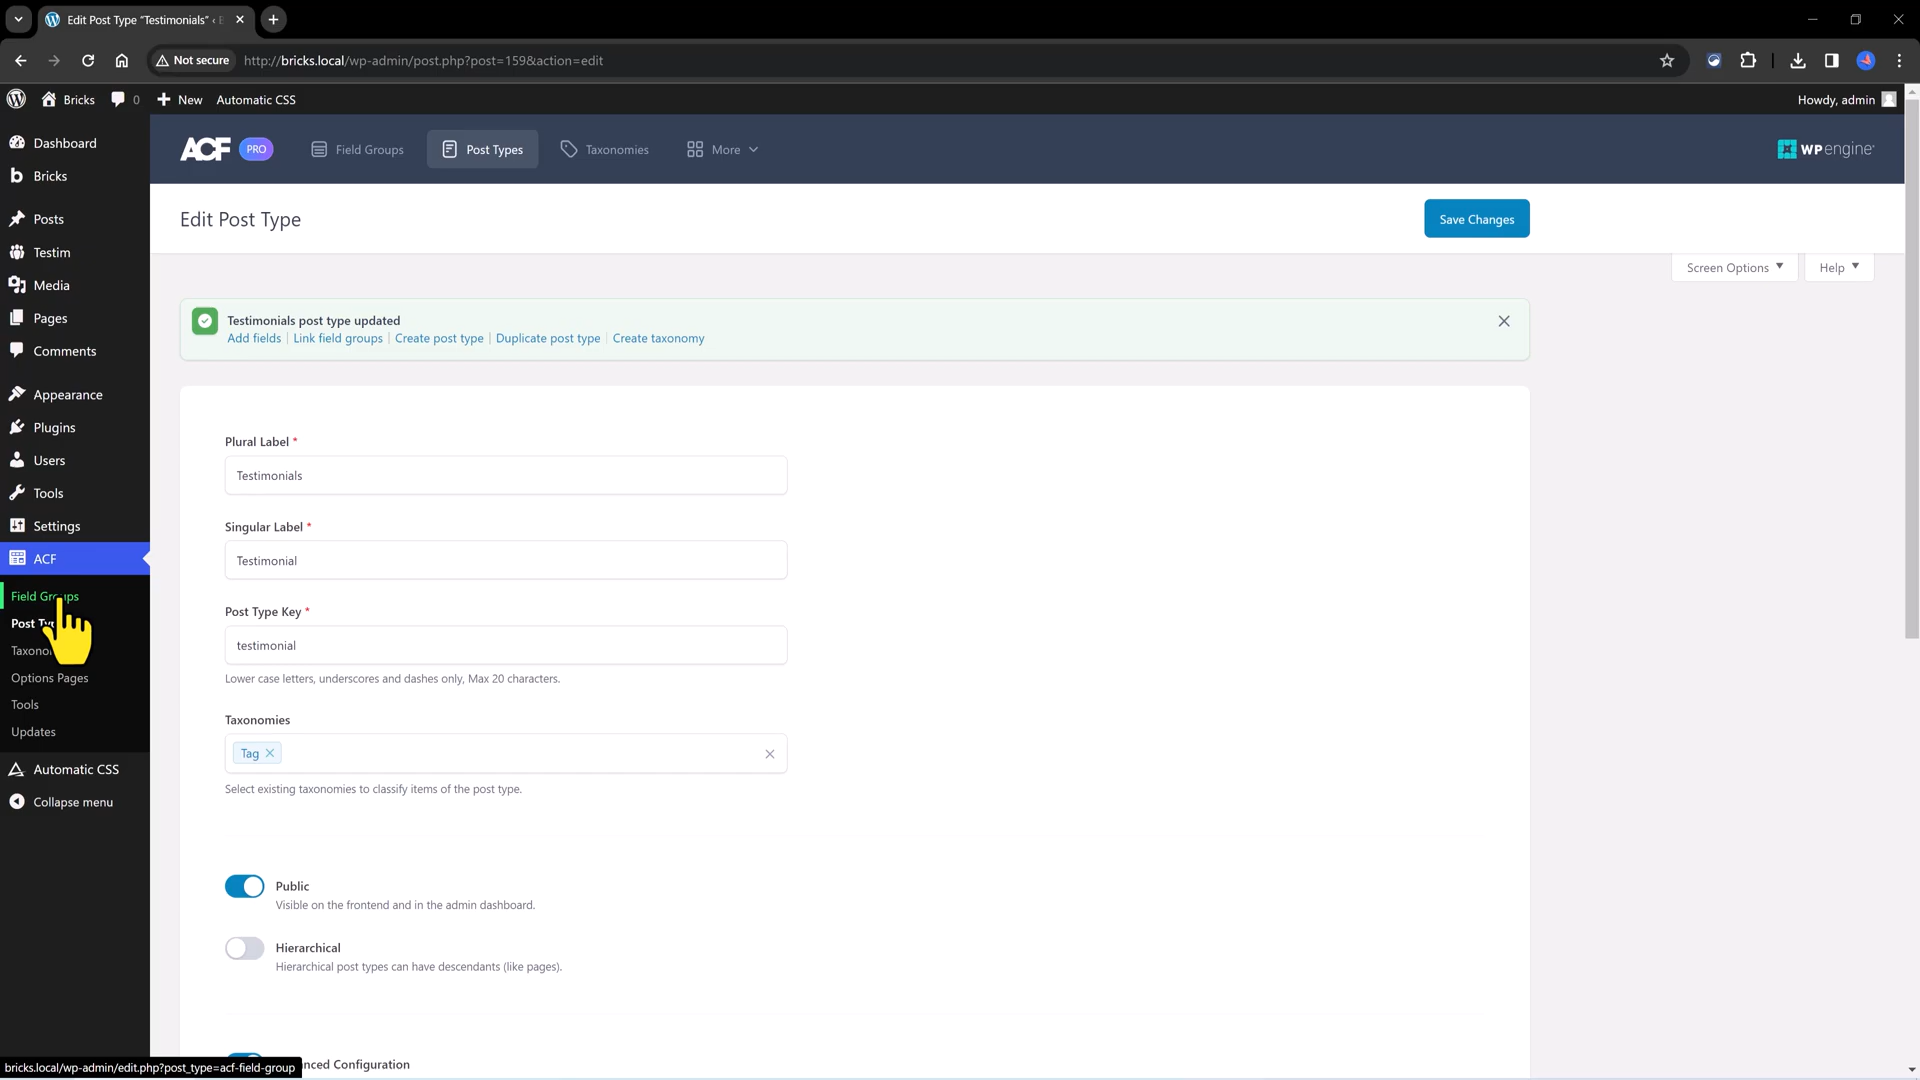 Edit Post Type "Testimonials" ‹
Not secure
http://bricks.local/wp-admin/post.php?post=159&action=edit
Bricks
0
New
Automatic CSS
Howdy, admin
Dashboard
Bricks
Posts
Testim
Media
Pages
Comments
Appearance
Plugins
Users
Tools
Settings
ACF
Field Groups
Post Ty
Taxono
Options Pages
Tools
Updates
Automatic CSS
Collapse menu
ACF PRO
Field Groups
Post Types
Taxonomies
More
WPengine
Edit Post Type
Save Changes
Screen Options
Help
Testimonials post type updated
Add fields | Link field groups | Create post type | Duplicate post type | Create taxonomy
Plural Label *
Testimonials
Singular Label *
Testimonial
Post Type Key *
testimonial
Lower case letters, underscores and dashes only, Max 20 characters.
Taxonomies
Tag
Select existing taxonomies to classify items of the post type.
Public
Visible on the frontend and in the admin dashboard.
Hierarchical
Hierarchical post types can have descendants (like pages).
nced Configuration
bricks.local/wp-admin/edit.php?post_type=acf-field-group